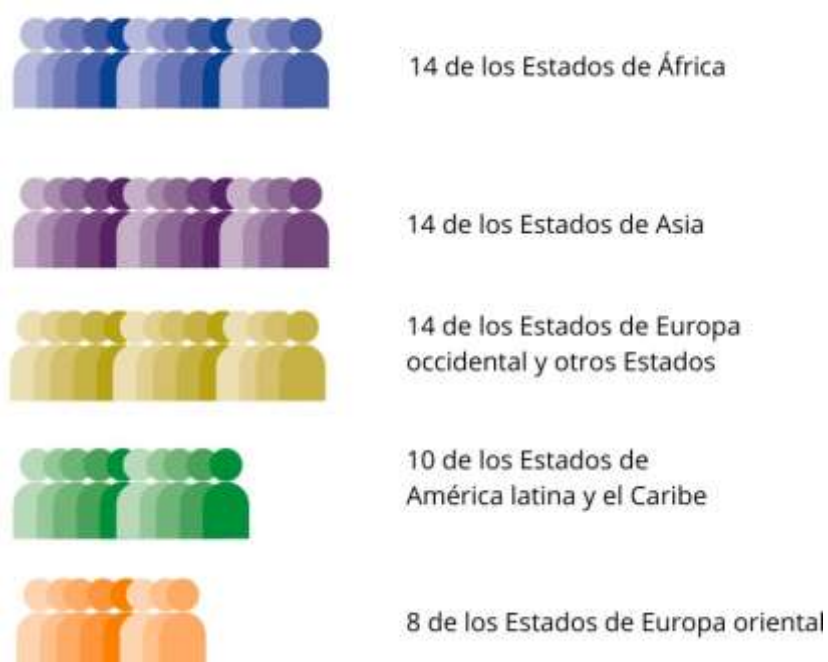 14 de los Estados de África
14 de los Estados de Asia
14 de los Estados de Europa
occidental y otros Estados
10 de los Estados de
América latina y el Caribe
8 de los Estados de Europa oriental